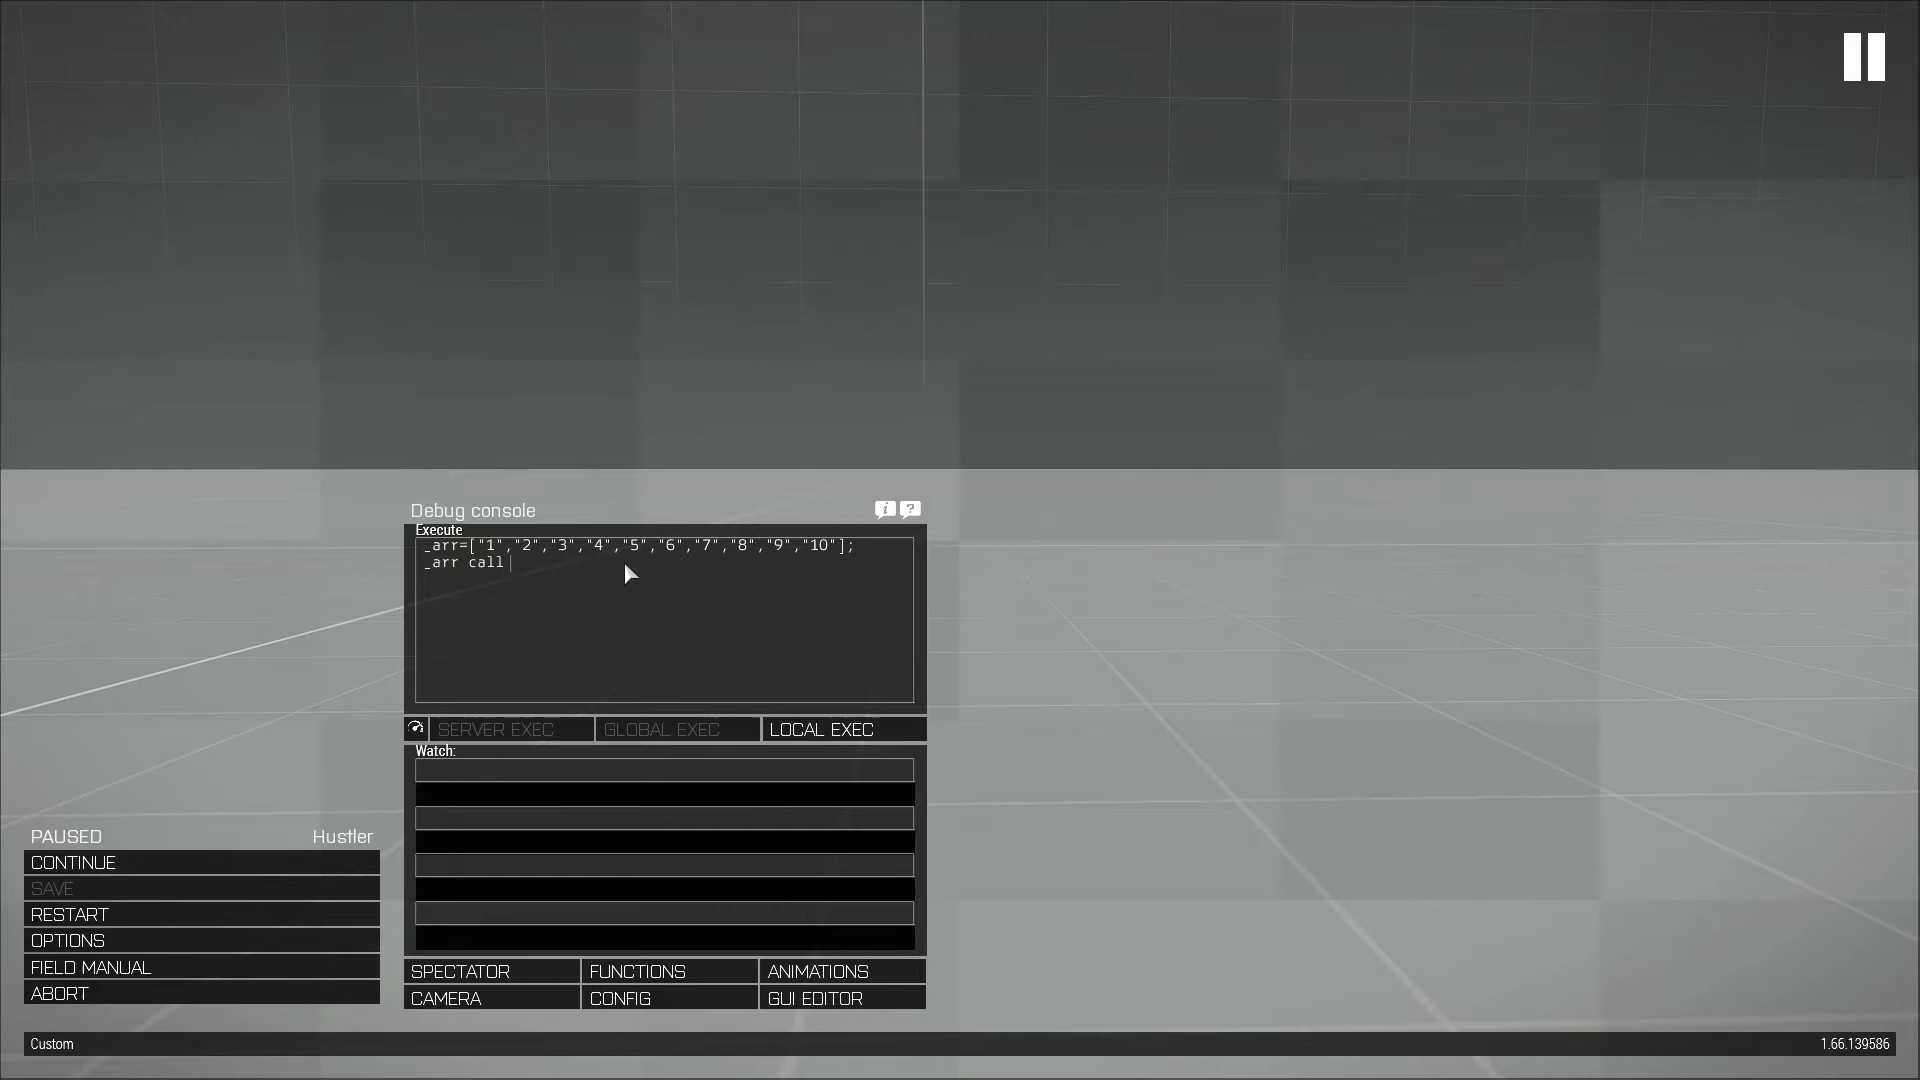 Debug console
Execute
_arr=["1","2","3","4","5","6","7","8","9","10"];
_arr call
SERVER EXEC
GLOBAL EXEC
LOCAL EXEC
Watch:
PAUSED
Hustler
CONTINUE
SAVE
RESTART
OPTIONS
FIELD MANUAL
ABORT
SPECTATOR
FUNCTIONS
ANIMATIONS
CAMERA
CONFIG
GUI EDITOR
Custom
1.66.139586